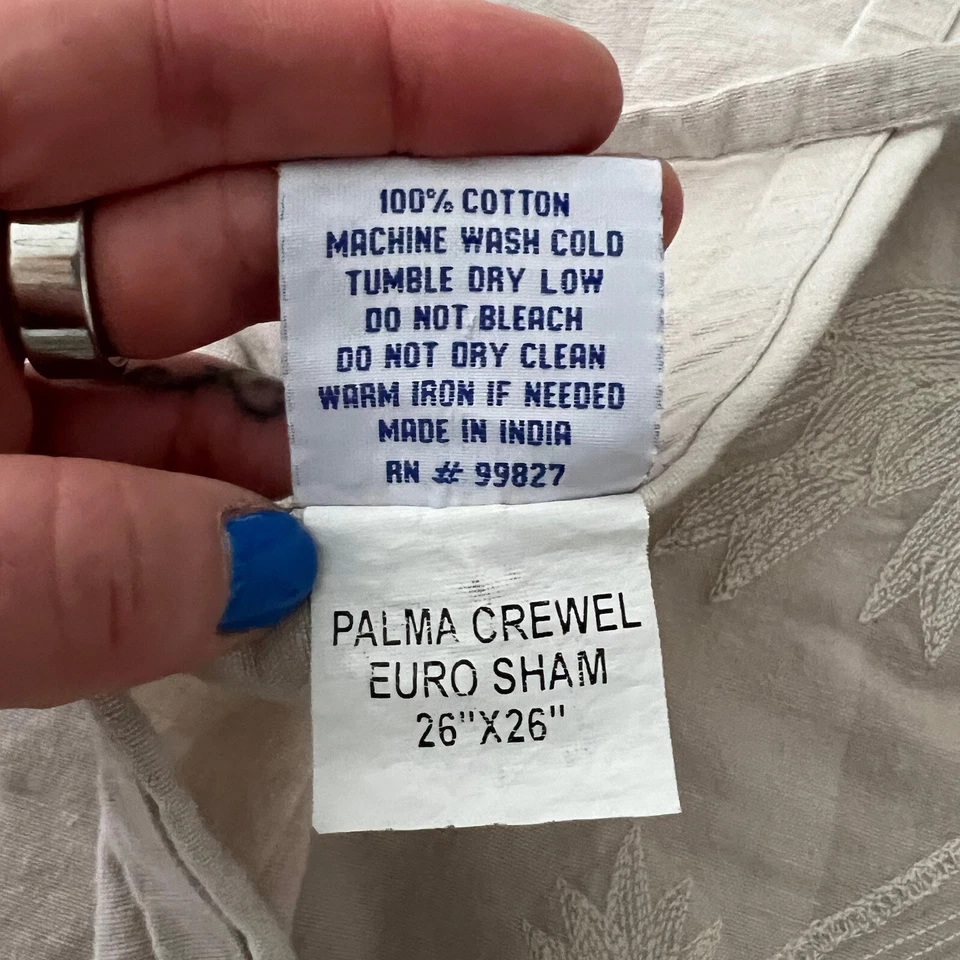 100% COTTON
MACHINE WASH COLD
TUMBLE DRY LOW
DO NOT BLEACH
DO NOT DRY CLEAN
WARM IRON IF NEEDED
MADE IN INDIA
RN # 99827
PALMA CREWEL
EURO SHAM
26"X26"